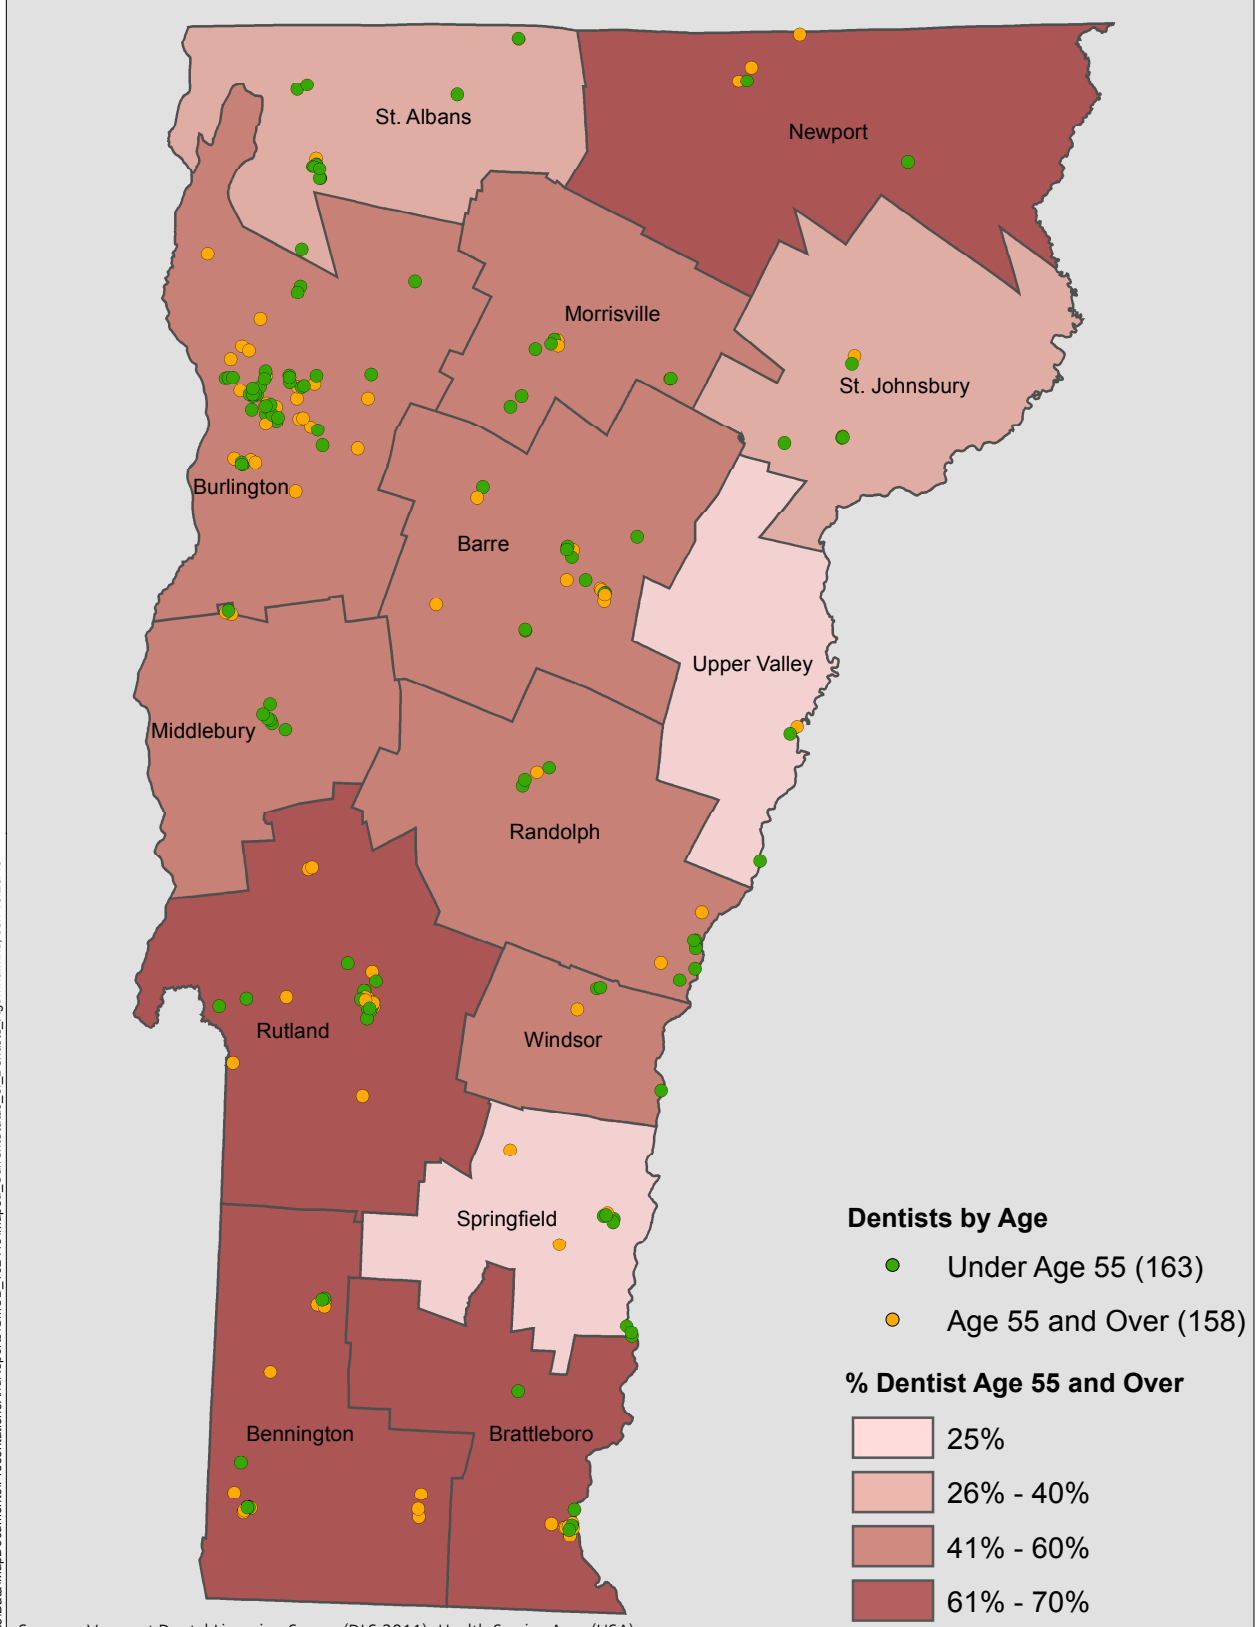 St. Albans
Newport
Morrisville
St. Johnsbury
Burlington
Barre
Upper Valley
Middlebury
Randolph
Rutland
Windsor
Springfield
Bennington
Brattleboro
Dentists by Age
Under Age 55 (163)
Age 55 and Over (158)
% Dentist Age 55 and Over
25%
26% - 40%
41% - 60%
61% - 70%